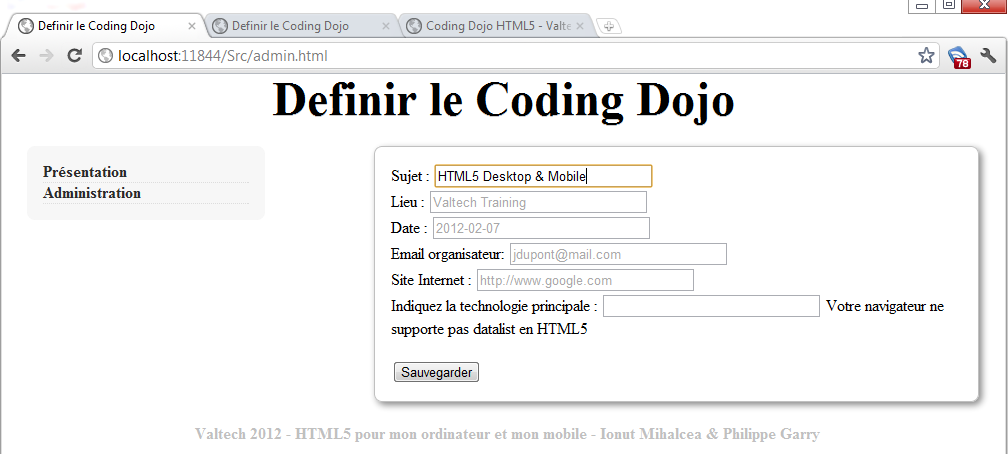 Definir le Coding Dojo
Definir le Coding Dojo
Coding Dojo HTML5 - Valte
localhost:11844/Src/admin.html
78
Definir le Coding Dojo
Présentation
Administration
Sujet : HTML5 Desktop & Mobile
Lieu : Valtech Training
Date : 2012-02-07
Email organisateur: jdupont@mail.com
Site Internet : http://www.google.com
Indiquez la technologie principale : Votre navigateur ne
supporte pas datalist en HTML5
Sauvegarder
Valtech 2012 - HTML5 pour mon ordinateur et mon mobile - Ionut Mihalcea & Philippe Garry